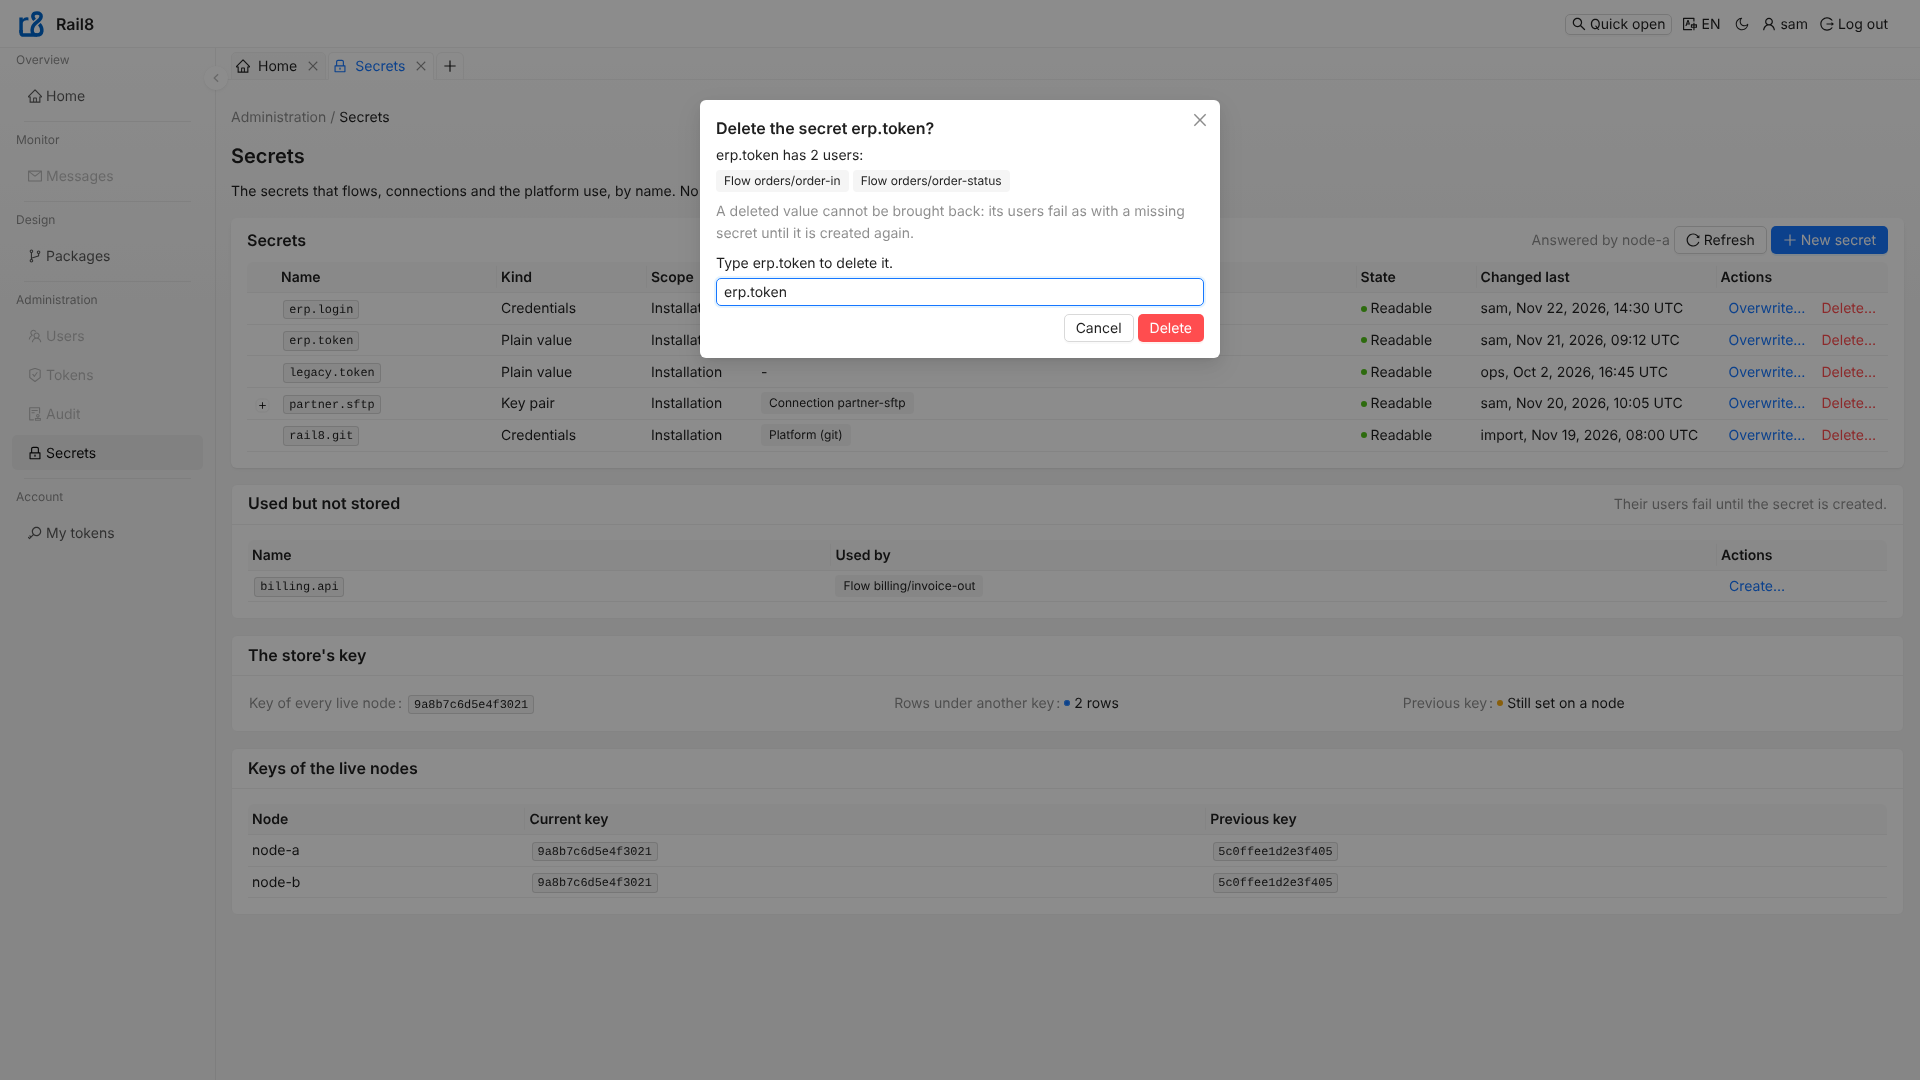 r8 Rail8
Quick open EN sam Log out
Overview
Home
Monitor
Messages
Design
Packages
Administration
Users
Tokens
Audit
Secrets
Account
My tokens
Home Secrets
Administration / Secrets
Secrets
The secrets that flows, connections and the platform use, by name. No
Secrets
Answered by node-a Refresh New secret
Name Kind Scope State Changed last Actions
erp.login Credentials Installat Readable sam, Nov 22, 2026, 14:30 UTC Overwrite... Delete...
erp.token Plain value Installat Readable sam, Nov 21, 2026, 09:12 UTC Overwrite... Delete...
legacy.token Plain value Installation - Readable ops, Oct 2, 2026, 16:45 UTC Overwrite... Delete...
+ partner.sftp Key pair Installation Connection partner-sftp Readable sam, Nov 20, 2026, 10:05 UTC Overwrite... Delete...
rail8.git Credentials Installation Platform (git) Readable import, Nov 19, 2026, 08:00 UTC Overwrite... Delete...
Delete the secret erp.token?
erp.token has 2 users:
Flow orders/order-in Flow orders/order-status
A deleted value cannot be brought back: its users fail as with a missing
secret until it is created again.
Type erp.token to delete it.
erp.token
Cancel Delete
Used but not stored Their users fail until the secret is created.
Name Used by Actions
billing.api Flow billing/invoice-out Create...
The store's key
Key of every live node: 9a8b7c6d5e4f3021 Rows under another key: 2 rows Previous key: Still set on a node
Keys of the live nodes
Node Current key Previous key
node-a 9a8b7c6d5e4f3021 5c0ffee1d2e3f405
node-b 9a8b7c6d5e4f3021 5c0ffee1d2e3f405